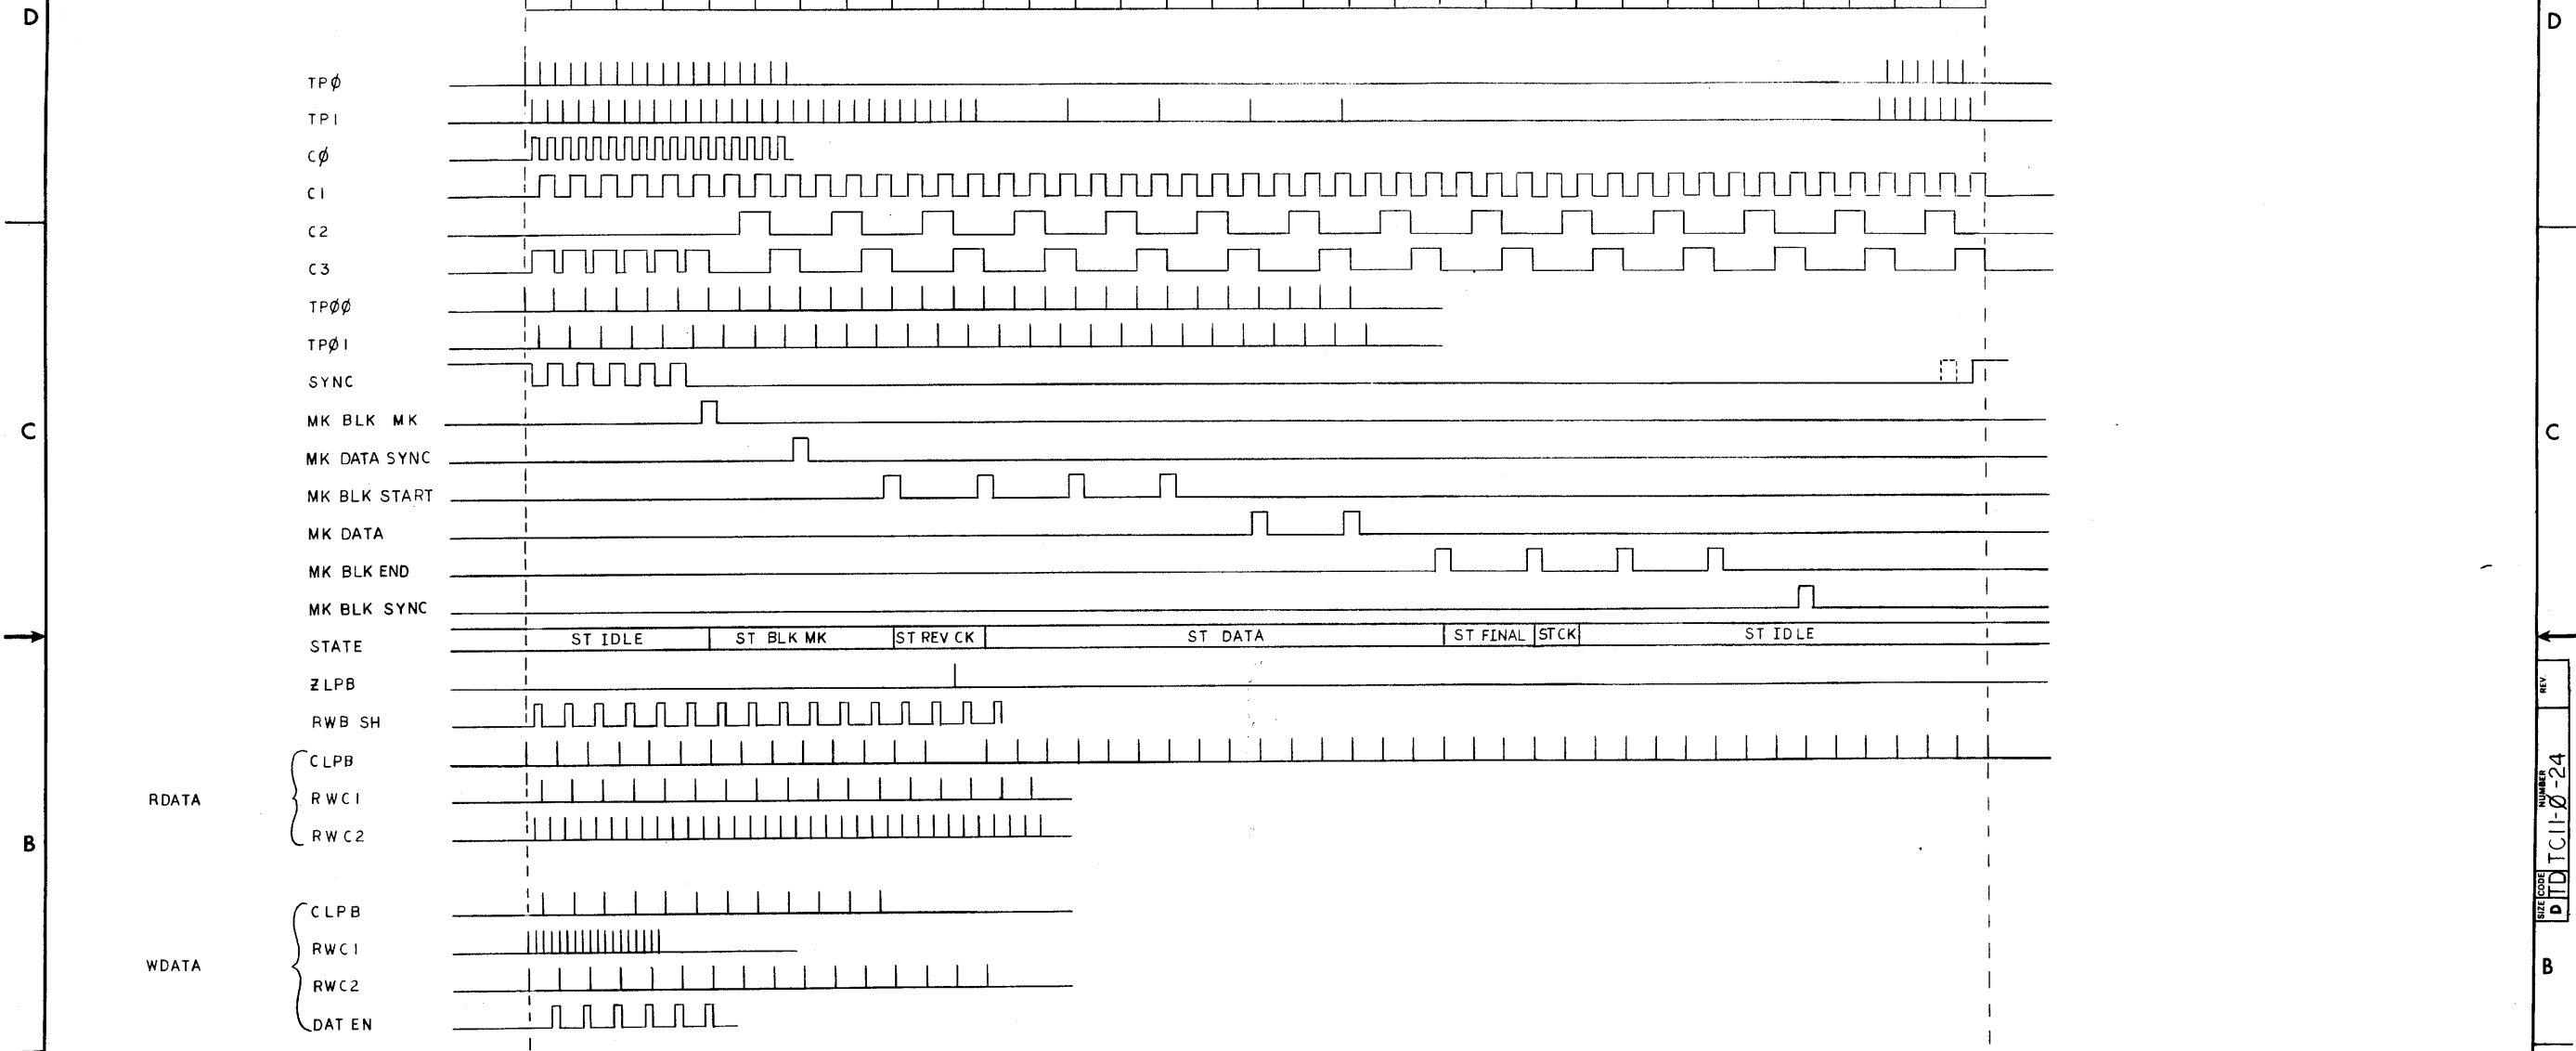 D
D
TPØ
TP1
CØ
C1
C2
C3
TPØØ
TPØ1
SYNC
MK BLK MK
C
C
MK DATA SYNC
MK BLK START
MK DATA
MK BLK END
MK BLK SYNC
STATE
ST IDLE
ST BLK MK
ST REV CK
ST DATA
ST FINAL
ST CK
ST IDLE
ZLPB
RWB SH
RDATA
CLPB
RWC1
RWC2
B
WDATA
CLPB
RWC1
RWC2
DAT EN
B
SIZE CODE NUMBER REV.
D TD TC11-Ø-24